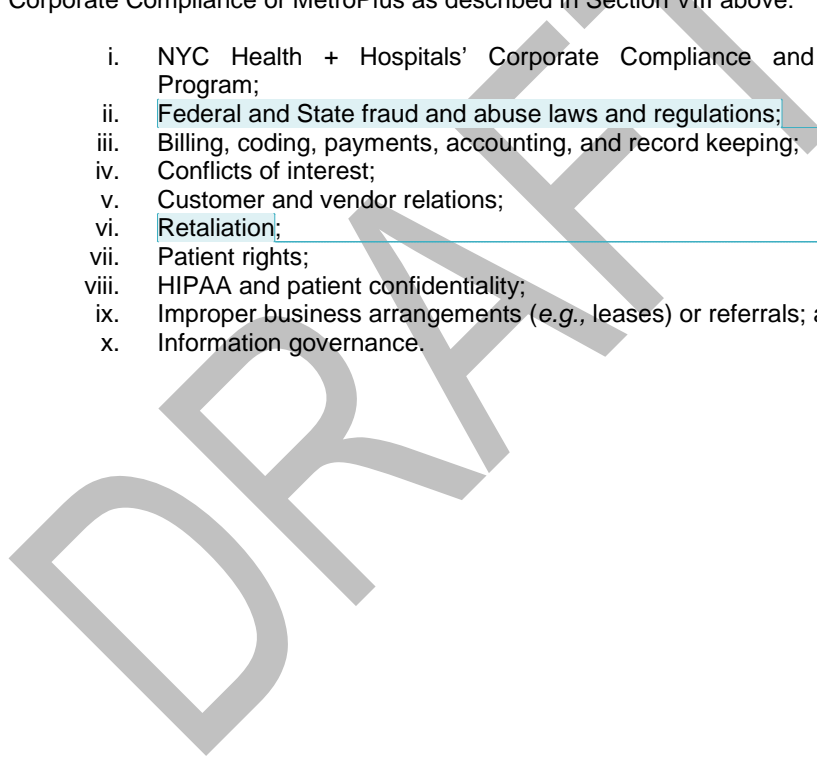 Corporate Compliance or MetroPlus as described in Section VIII above.
i. NYC Health + Hospitals’ Corporate Compliance and
Program;
ii. Federal and State fraud and abuse laws and regulations;
iii. Billing, coding, payments, accounting, and record keeping;
iv. Conflicts of interest;
v. Customer and vendor relations;
vi. Retaliation;
vii. Patient rights;
viii. HIPAA and patient confidentiality;
ix. Improper business arrangements (e.g., leases) or referrals;
x. Information governance.
DRAFT